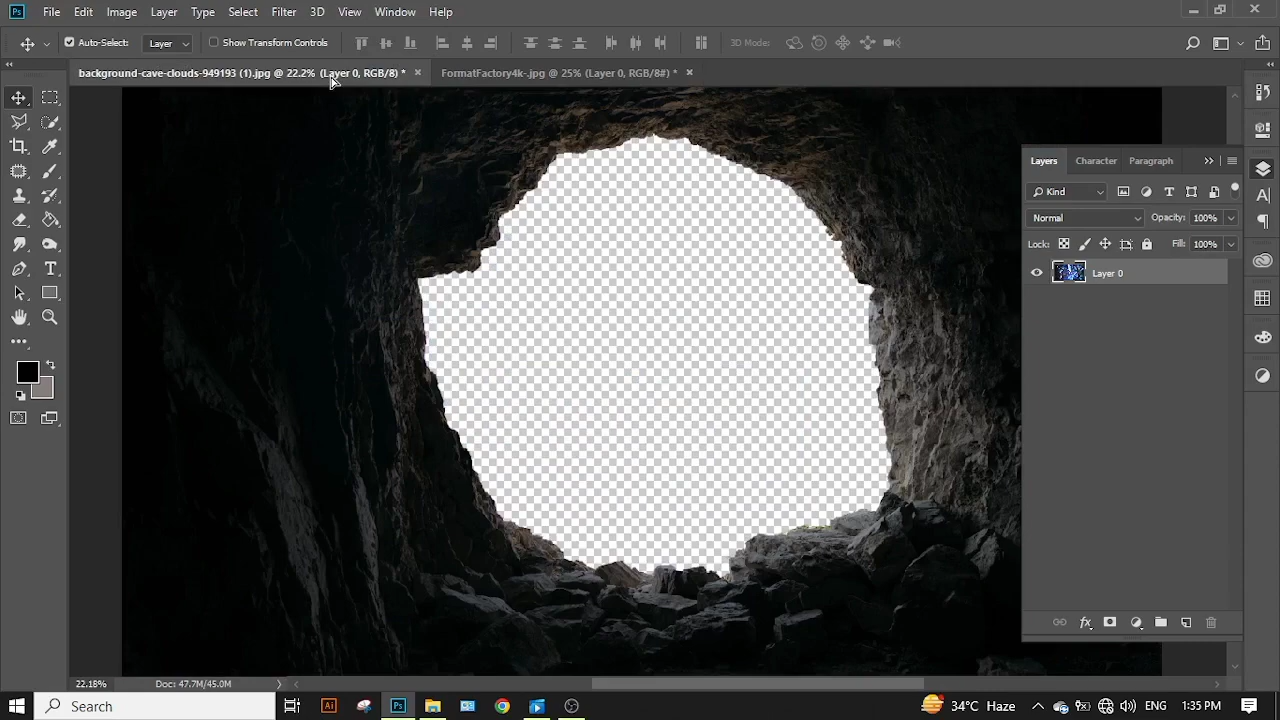 Ps File Edit Image Layer Type Select Filter 3D View Window Help
Auto-Select: Layer Show Transform Controls 3D Mode:
background-cave-clouds-949193 (1).jpg @ 22.2% (Layer 0, RGB/8) * FormatFactory4k-.jpg @ 25% (Layer 0, RGB/8#) *
Layers Character Paragraph
Kind
Normal Opacity: 100%
Lock: Fill: 100%
Layer 0
22.18% Doc: 47.7M/45.0M
Search Ai Ps 34°C Haze ENG 1:23 PM